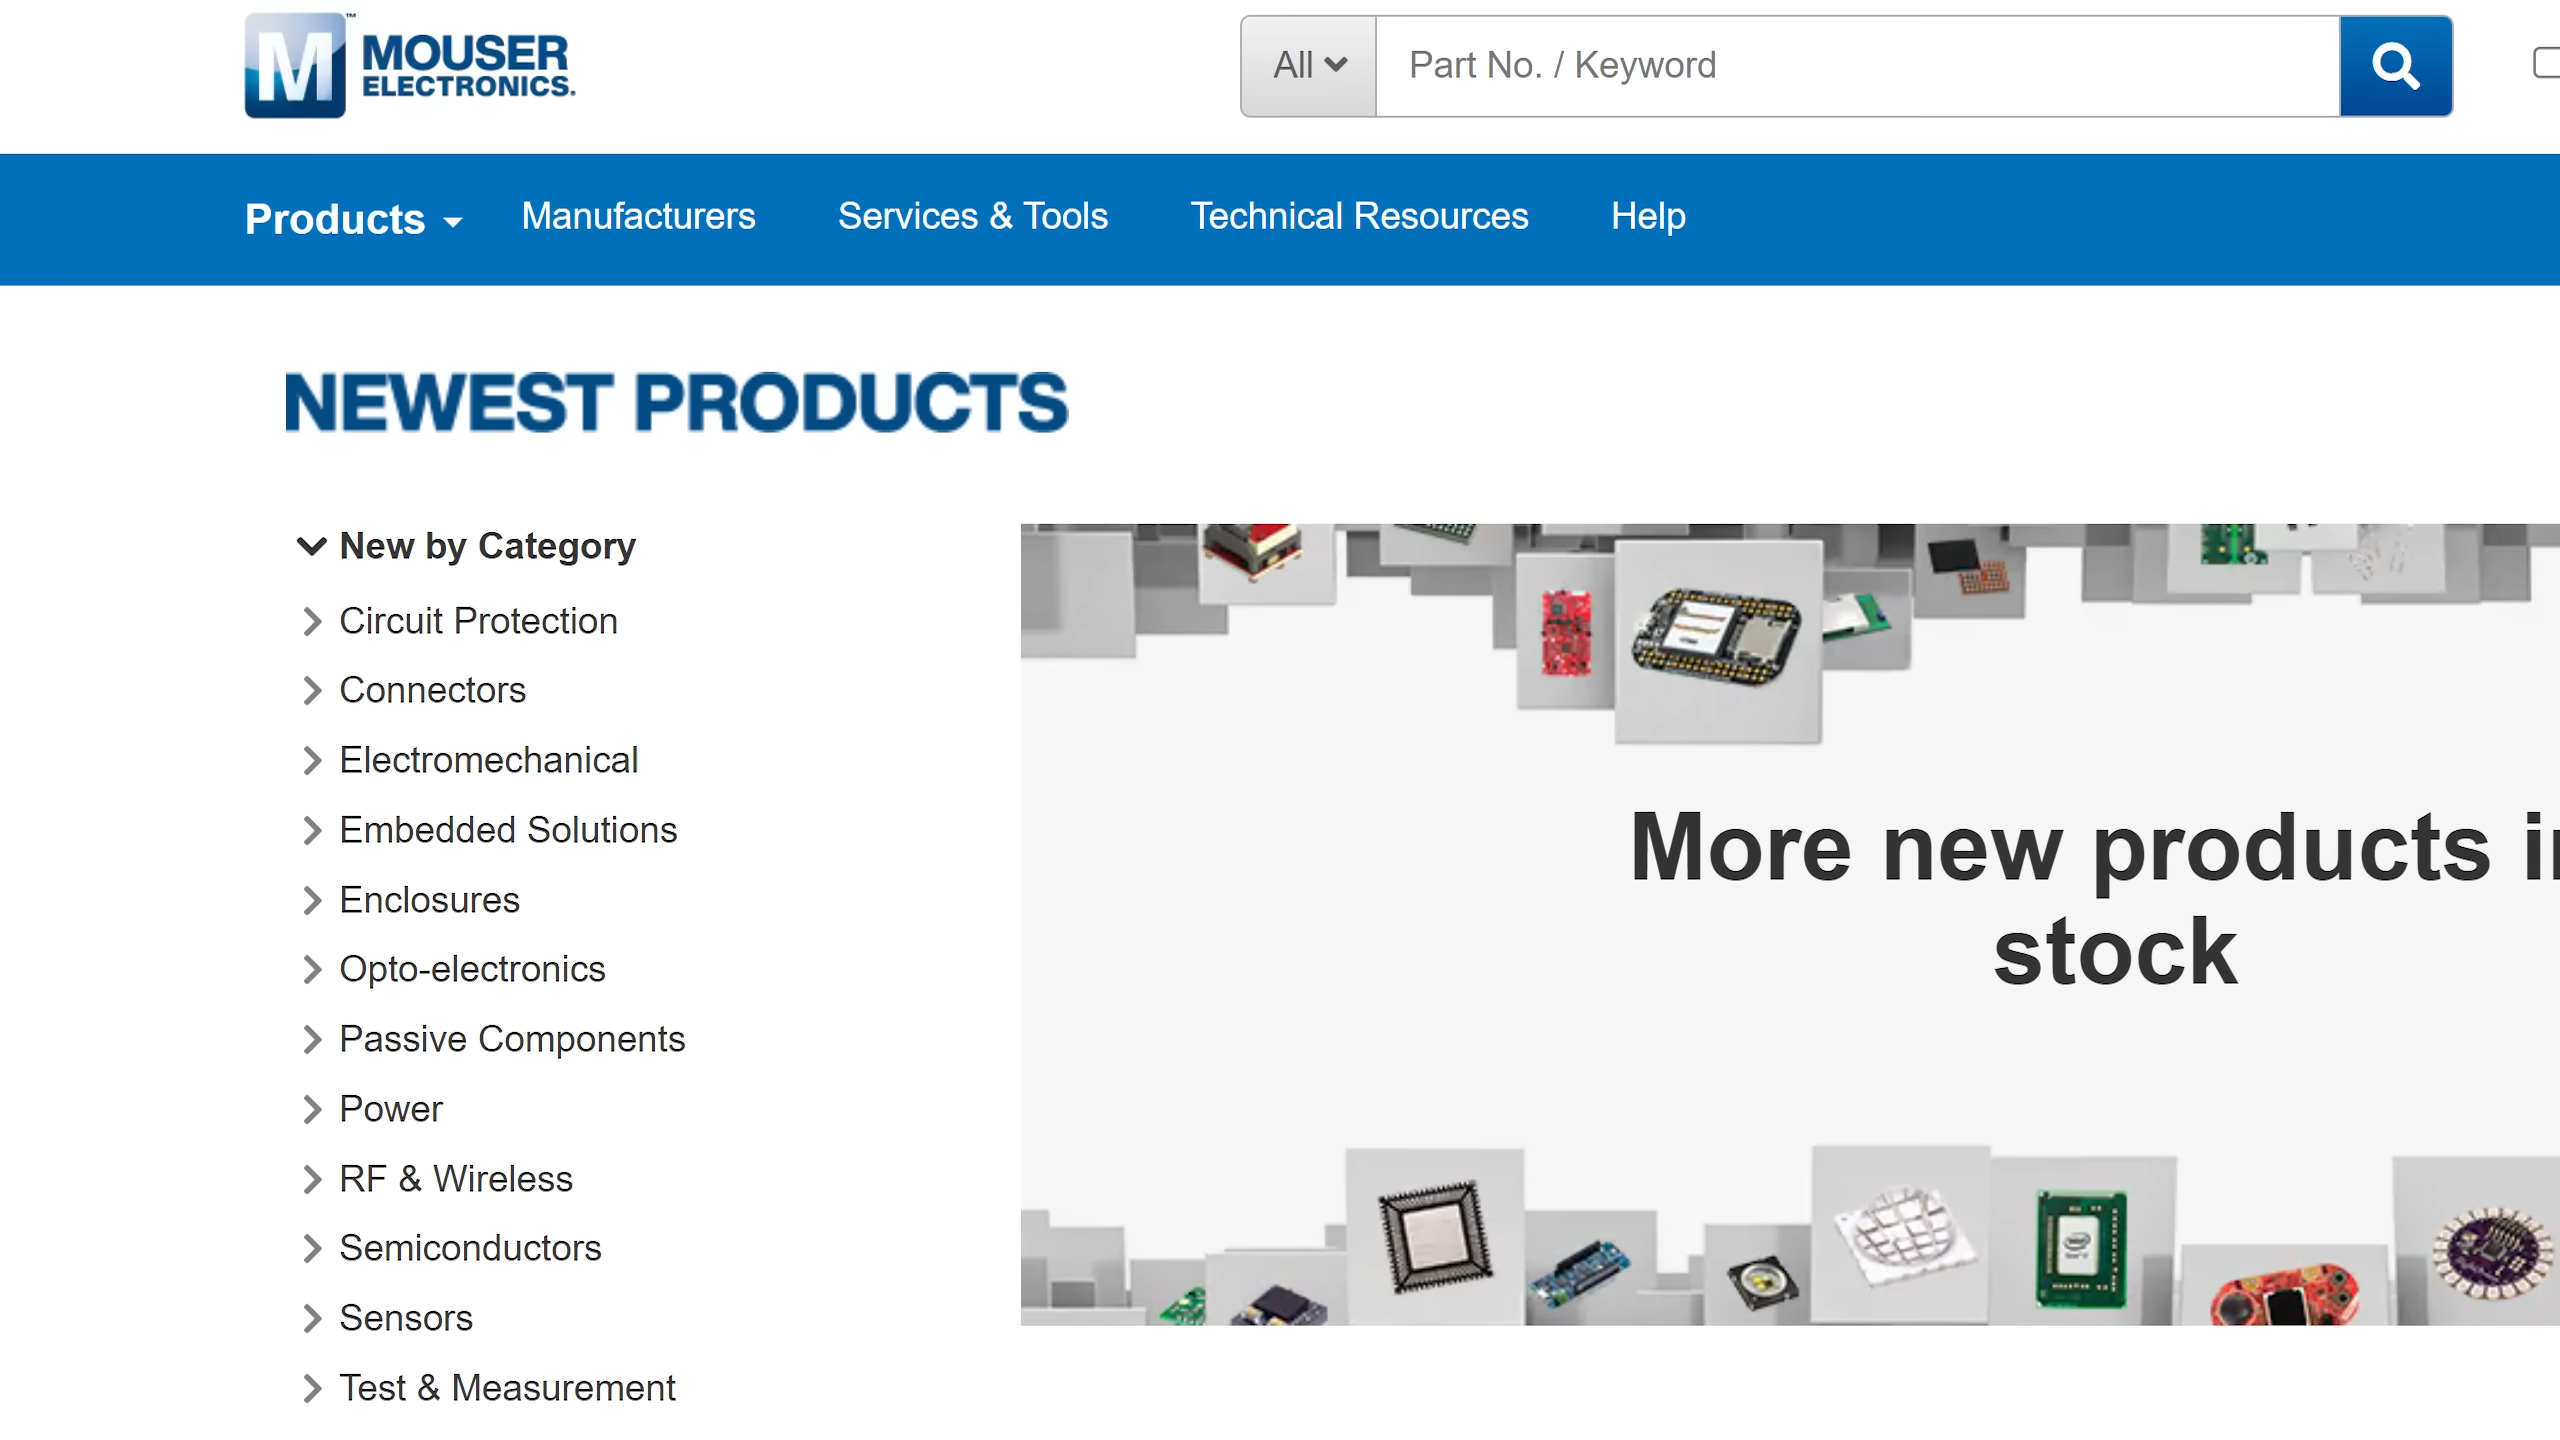 M™ MOUSER
ELECTRONICS.
All
Part No. / Keyword
Products
Manufacturers
Services & Tools
Technical Resources
Help
NEWEST PRODUCTS
New by Category
Circuit Protection
Connectors
Electromechanical
Embedded Solutions
Enclosures
Opto-electronics
Passive Components
Power
RF & Wireless
Semiconductors
Sensors
Test & Measurement
More new products
stock